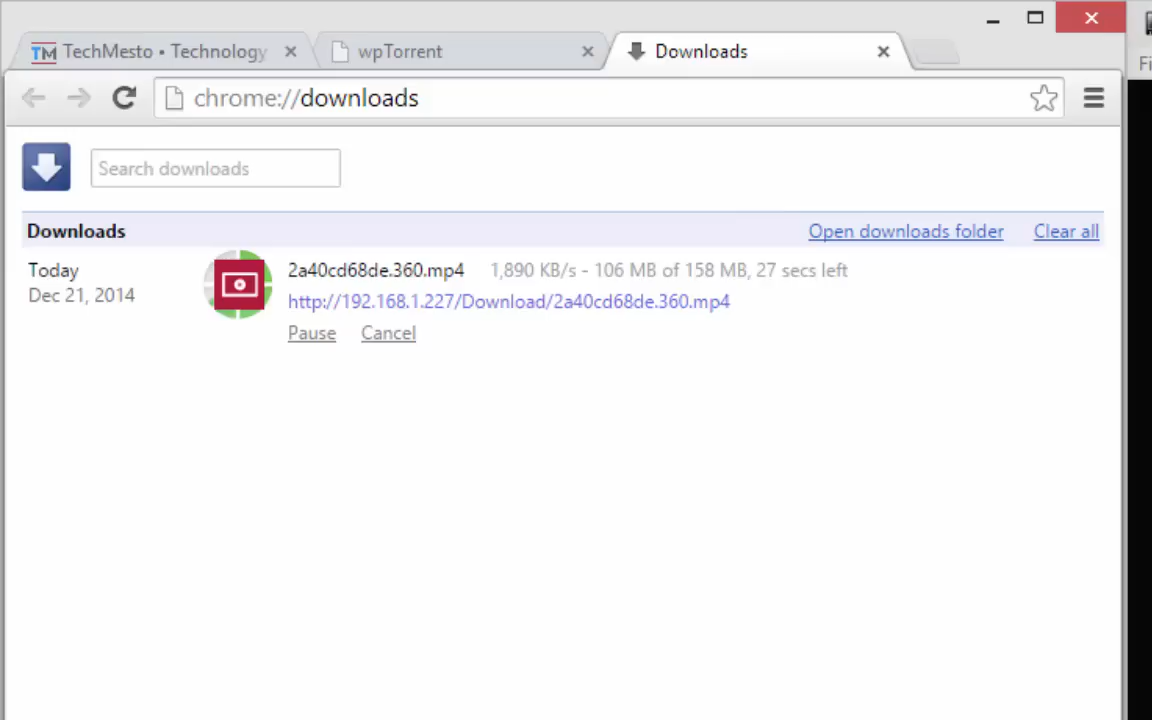 TM TechMesto • Technology
wpTorrent
Downloads
chrome://downloads
Search downloads
Downloads Open downloads folder Clear all
Today 2a40cd68de.360.mp4 1,890 KB/s - 106 MB of 158 MB, 27 secs left
Dec 21, 2014 http://192.168.1.227/Download/2a40cd68de.360.mp4
Pause Cancel
Fi